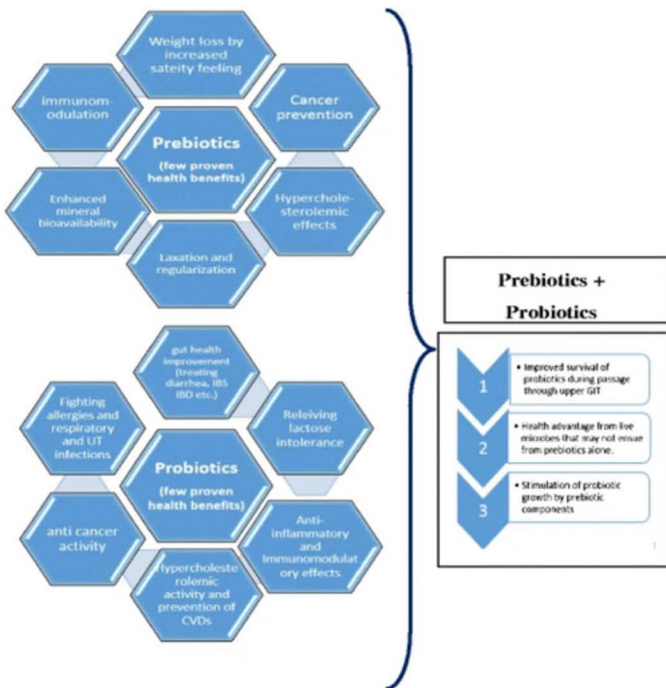 Weight loss by
increased
sateity feeling
immunom-
odulation
Cancer
prevention
Prebiotics
(few proven
health benefits)
Enhanced
mineral
bioavailability
Hyperchole-
sterolemic
effects
Laxation and
regularization
Prebiotics +
Probiotics
gut health
improvement
(treating
diarrhea, IBS
IBD etc.)
Fighting
allergies and
respiratory
and UT
infections
Releiving
lactose
intolerance
Probiotics
(few proven
health benefits)
anti cancer
activity
Anti-
inflammatory
and
Immunomodulat
ory effects
Hypercholeste
rolemic
activity and
prevention of
CVDs
1
• Improved survival of
probiotics during passage
through upper GIT
2
• Health advantage from live
microbes that may not ensue
from prebiotics alone.
3
• Stimulation of probiotic
growth by prebiotic
components